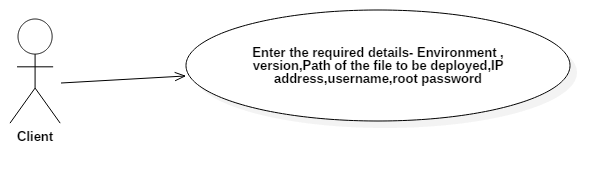 Enter the required details- Environment ,
version,Path of the file to be deployed,IP
address,username,root password
Client